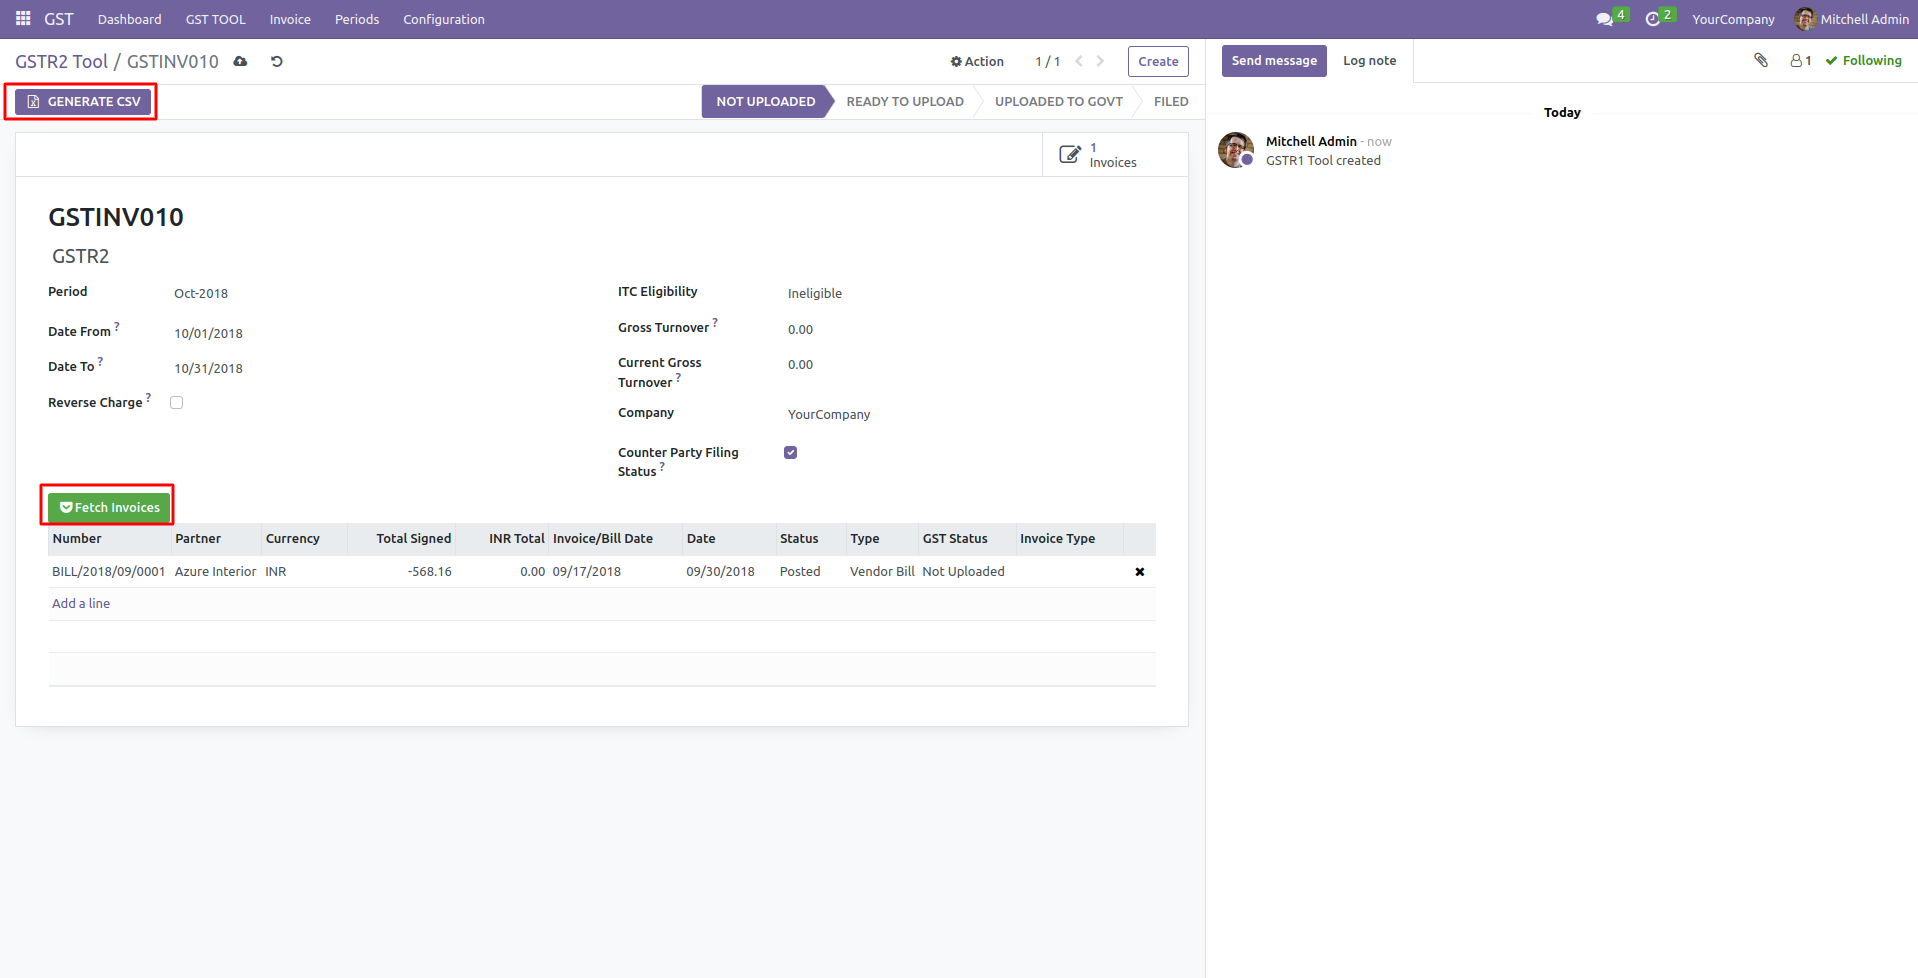 GST Dashboard GST TOOL Invoice Periods Configuration 4 2 YourCompany Mitchell Admin
GSTR2 Tool / GSTINV010 Action 1 / 1 Create
Send message Log note 1 Following
GENERATE CSV NOT UPLOADED READY TO UPLOAD UPLOADED TO GOVT FILED
Today
Mitchell Admin - now
GSTR1 Tool created
1
Invoices
GSTINV010
GSTR2
Period Oct-2018
Date From ? 10/01/2018
Date To ? 10/31/2018
Reverse Charge ?
ITC Eligibility Ineligible
Gross Turnover ? 0.00
Current Gross 0.00
Turnover ?
Company YourCompany
Counter Party Filing
Status ?
Fetch Invoices
Number Partner Currency Total Signed INR Total Invoice/Bill Date Date Status Type GST Status Invoice Type
BILL/2018/09/0001 Azure Interior INR -568.16 0.00 09/17/2018 09/30/2018 Posted Vendor Bill Not Uploaded
Add a line